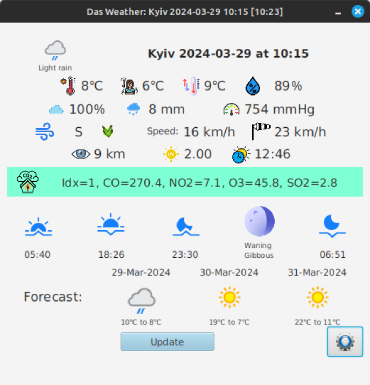 Das Weather: Kyiv 2024-03-29 10:15 [10:23]
Kyiv 2024-03-29 at 10:15
Light rain
8°C 6°C 9°C 89%
100% 8 mm 754 mmHg
S Speed: 16 km/h 23 km/h
9 km 2.00 12:46
Idx=1, CO=270.4, NO2=7.1, O3=45.8, SO2=2.8
05:40 18:26 23:30 Waning Gibbous 06:51
29-Mar-2024 30-Mar-2024 31-Mar-2024
Forecast:
10°C to 8°C 19°C to 7°C 22°C to 11°C
Update